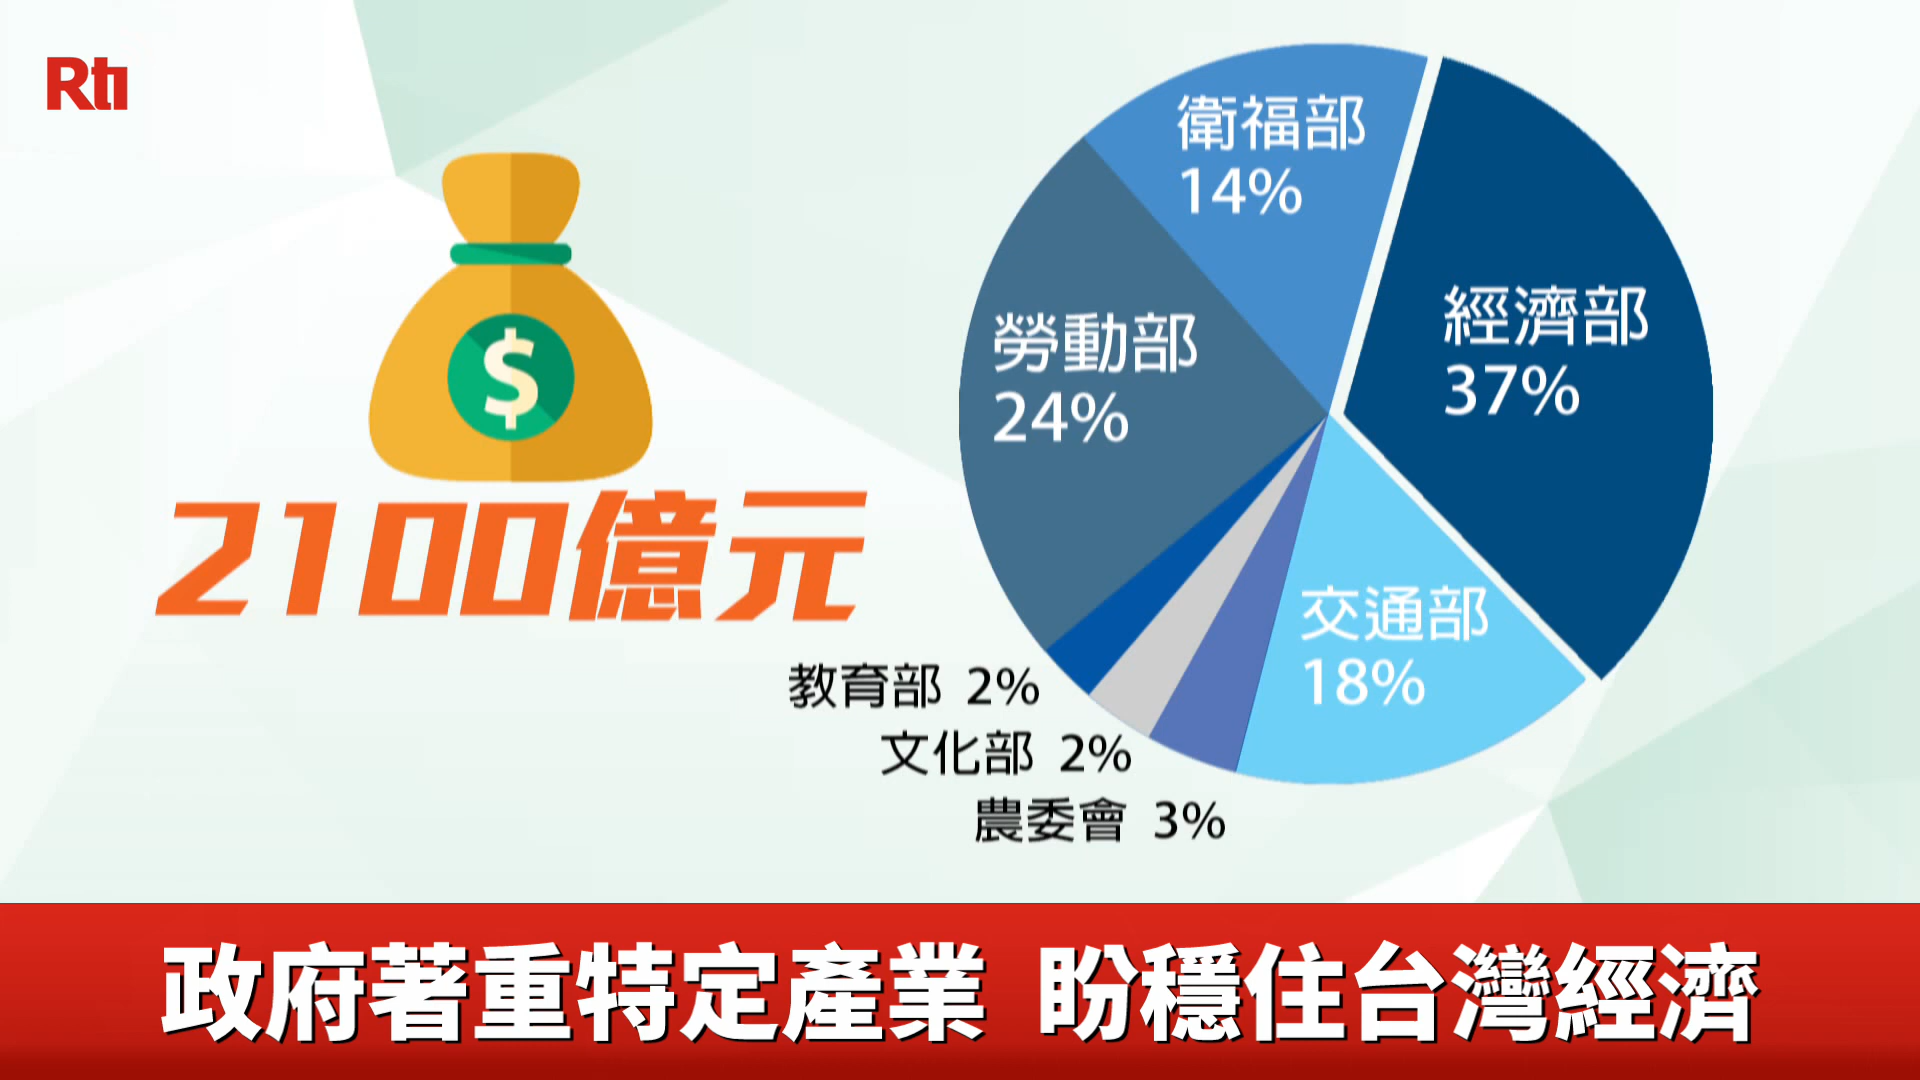 Rti
$
2100億元
衛福部
14%
經濟部
37%
勞動部
24%
交通部
18%
教育部 2%
文化部 2%
農委會 3%
政府著重特定產業 盼穩住台灣經濟